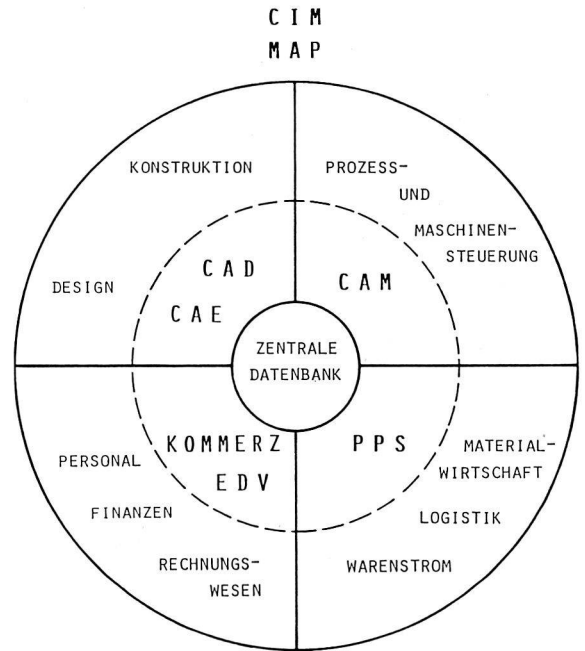 CIM
MAP
KONSTRUKTION
DESIGN
CAD
CAE
PROZESS-
UND
MASCHINEN-
STEUERUNG
CAM
ZENTRALE
DATENBANK
KOMMERZ
EDV
PERSONAL
FINANZEN
RECHNUNGS-
WESEN
PPS
MATERIAL-
WIRTSCHAFT
LOGISTIK
WARENSTROM